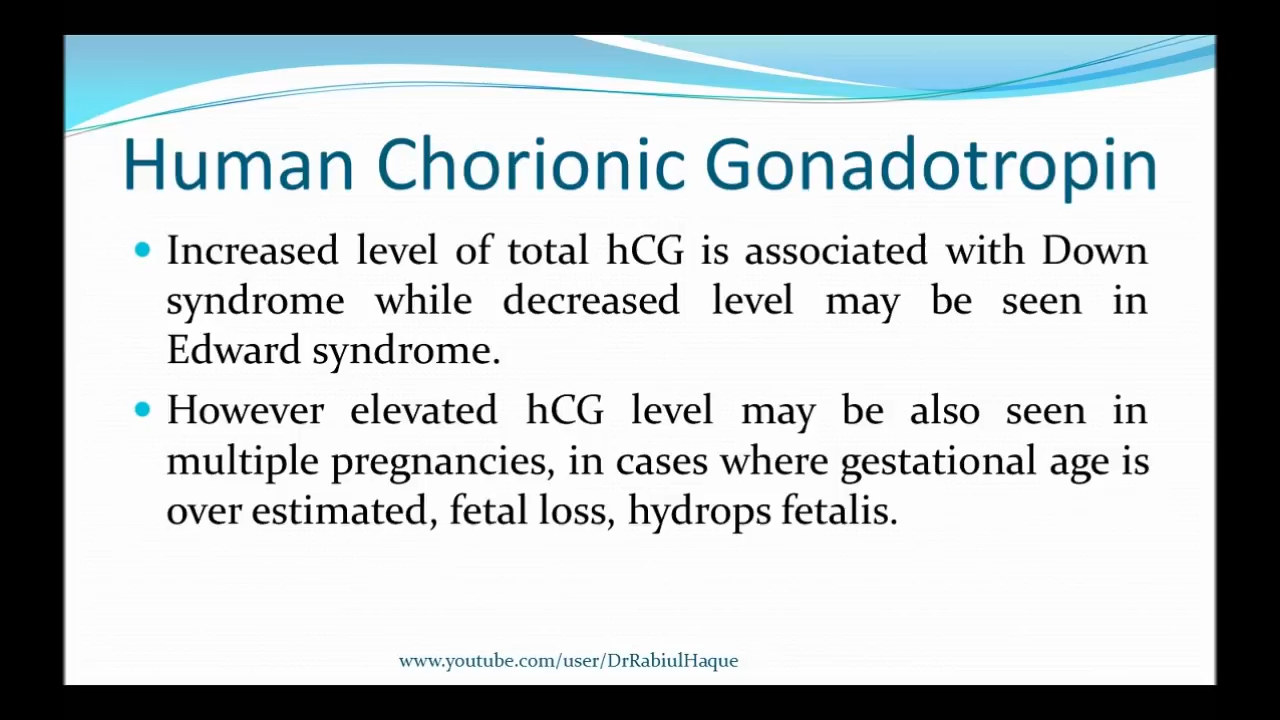 Human Chorionic Gonadotropin
• Increased level of total hCG is associated with Down
syndrome while decreased level may be seen in
Edward syndrome.
• However elevated hCG level may be also seen in
multiple pregnancies, in cases where gestational age is
over estimated, fetal loss, hydrops fetalis.
www.youtube.com/user/DrRabiulHaque